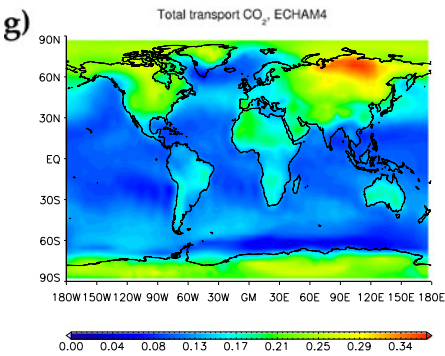 g)
Total transport CO2, ECHAM4
90N
60N
30N
EQ
30S
60S
90S
180W 150W 120W 90W 60W 30W GM 30E 60E 90E 120E 150E 180E
0.00 0.04 0.08 0.13 0.17 0.21 0.25 0.29 0.34 0.38